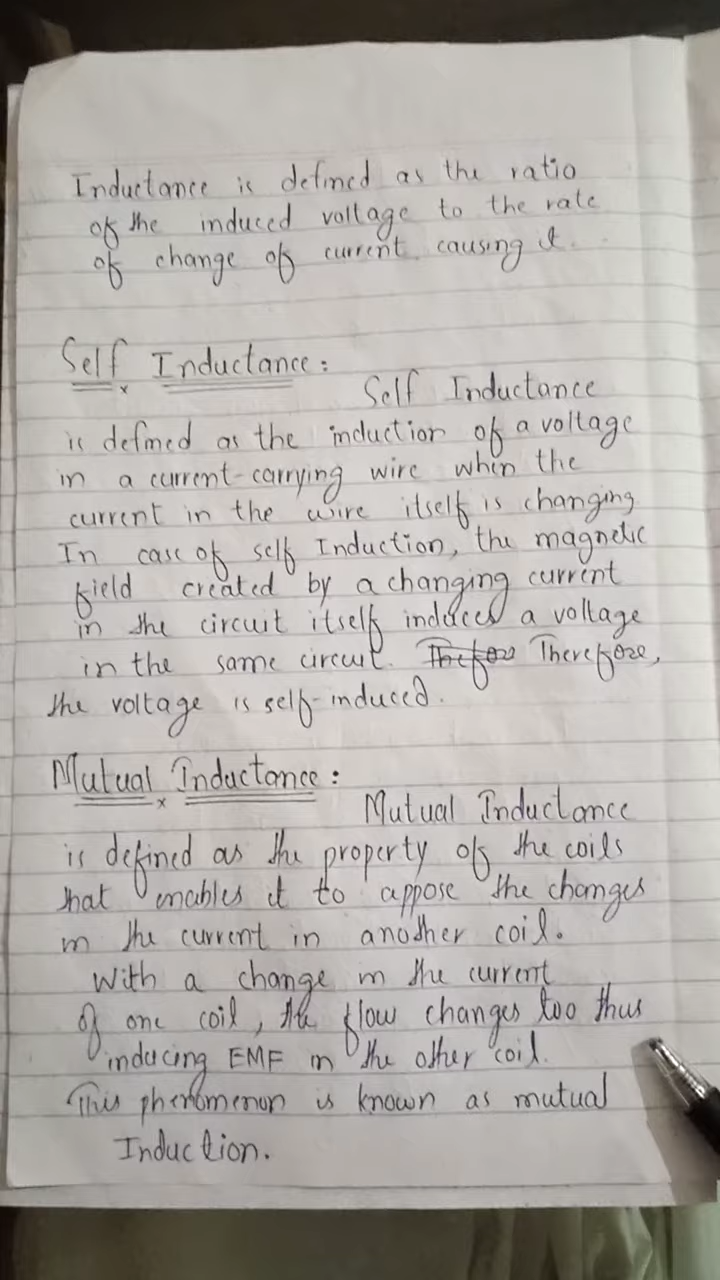 Inductance is defined as the ratio
of the induced voltage to the rate
of change of current causing it.
Self Inductance:
Self Inductance
is defined as the induction of a voltage
in a current-carrying wire when the
current in the wire itself is changing
In case of self Induction, the magnetic
field created by a changing current
in the circuit itself induces a voltage
in the same circuit. Therefore,
the voltage is self-induced.
Mutual Inductance:
Mutual Inductance
is defined as the property of the coils
that enables it to appose the changes
in the current in another coil.
With a change in the current
of one coil, the flow changes too thus
inducing EMF in the other coil.
This phenomenon is known as mutual
Induction.